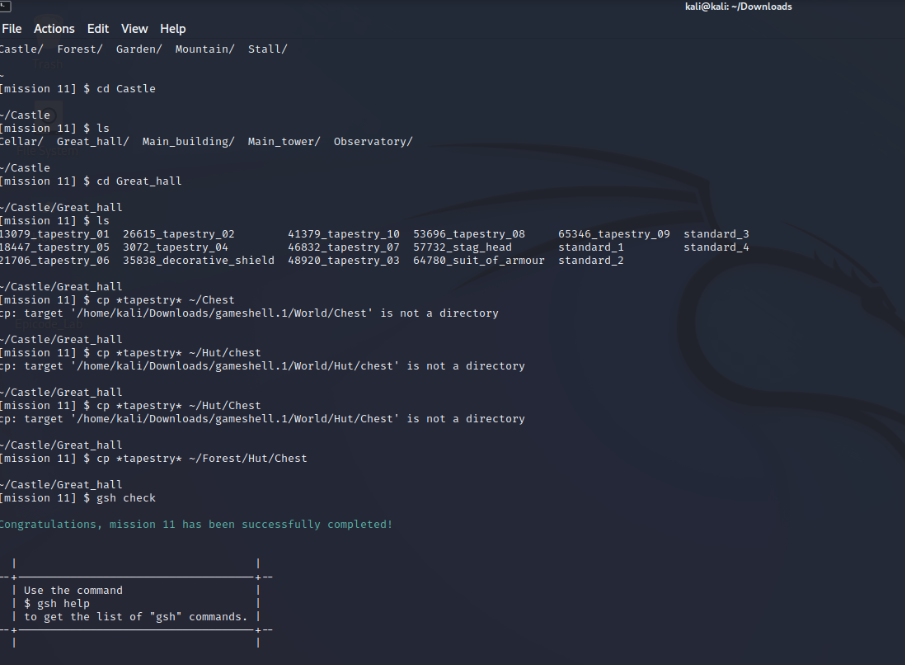 kali@kali: ~/Downloads
File Actions Edit View Help
Castle/ Forest/ Garden/ Mountain/ Stall/
~
[mission 11] $ cd Castle
~/Castle
[mission 11] $ ls
Cellar/ Great_hall/ Main_building/ Main_tower/ Observatory/
~/Castle
[mission 11] $ cd Great_hall
~/Castle/Great_hall
[mission 11] $ ls
13079_tapestry_01 26615_tapestry_02 41379_tapestry_10 53696_tapestry_08 65346_tapestry_09 standard_3
18447_tapestry_05 3072_tapestry_04 46832_tapestry_07 57732_stag_head standard_1 standard_4
21706_tapestry_06 35838_decorative_shield 48920_tapestry_03 64780_suit_of_armour standard_2
~/Castle/Great_hall
[mission 11] $ cp *tapestry* ~/Chest
cp: target '/home/kali/Downloads/gameshell.1/World/Chest' is not a directory
~/Castle/Great_hall
[mission 11] $ cp *tapestry* ~/Hut/chest
cp: target '/home/kali/Downloads/gameshell.1/World/Hut/chest' is not a directory
~/Castle/Great_hall
[mission 11] $ cp *tapestry* ~/Hut/Chest
cp: target '/home/kali/Downloads/gameshell.1/World/Hut/Chest' is not a directory
~/Castle/Great_hall
[mission 11] $ cp *tapestry* ~/Forest/Hut/Chest
~/Castle/Great_hall
[mission 11] $ gsh check
Congratulations, mission 11 has been successfully completed!
Use the command
$ gsh help
to get the list of "gsh" commands.